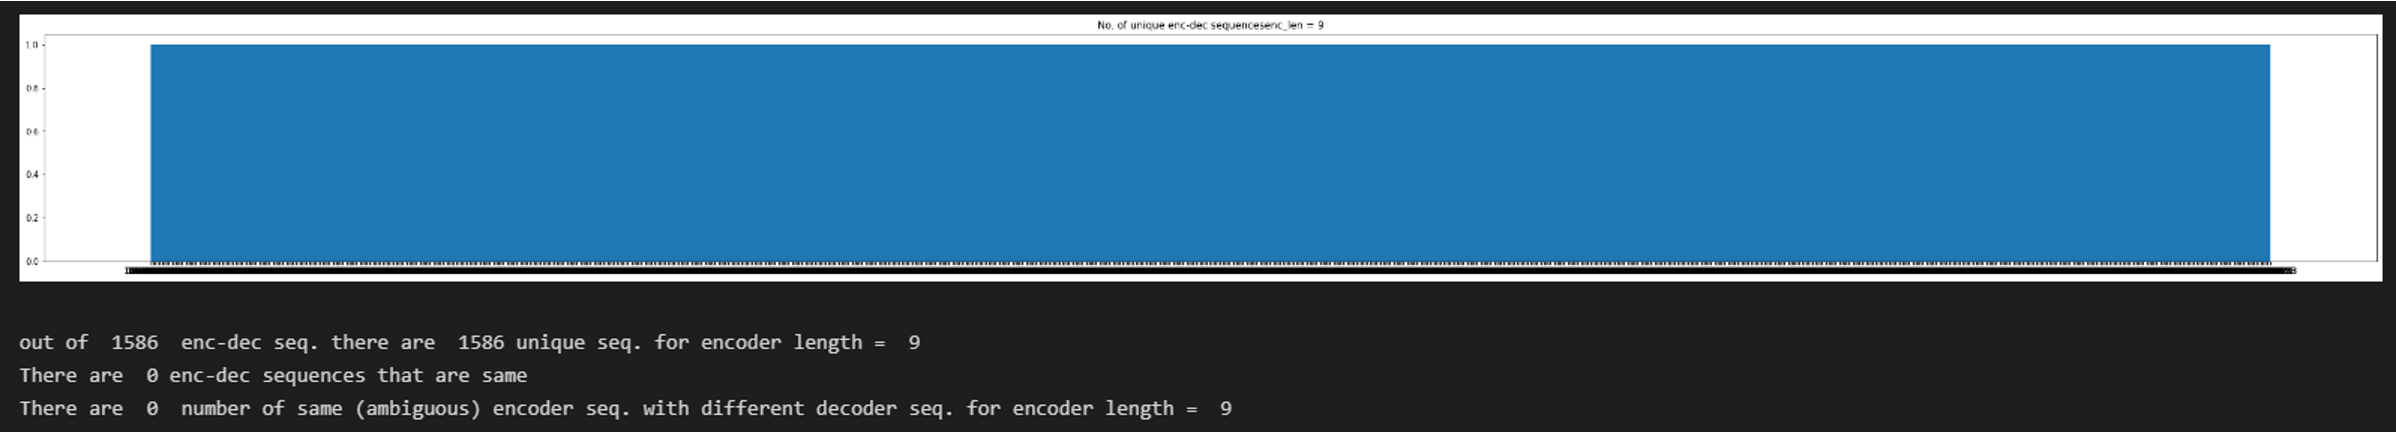 No. of unique enc-dec sequencesenc_len = 9
1.0
0.8
0.6
0.4
0.2
0.0
out of  1586  enc-dec seq. there are  1586 unique seq. for encoder length =  9
There are  0 enc-dec sequences that are same
There are  0  number of same (ambiguous) encoder seq. with different decoder seq. for encoder length =  9